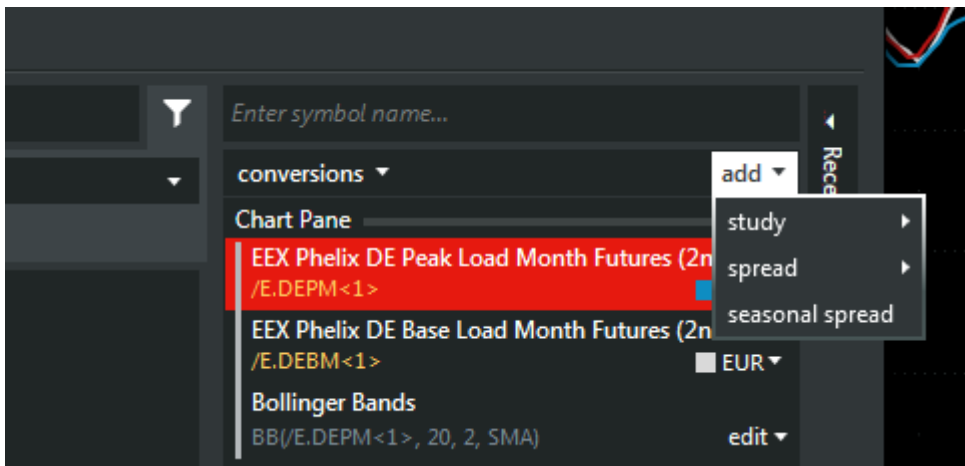 Enter symbol name...
conversions add
study
spread
seasonal spread
Chart Pane
EEX Phelix DE Peak Load Month Futures
/E.DEPM<1>
EEX Phelix DE Base Load Month Futures
/E.DEBM<1> EUR
Bollinger Bands
BB(/E.DEPM<1>, 20, 2, SMA) edit